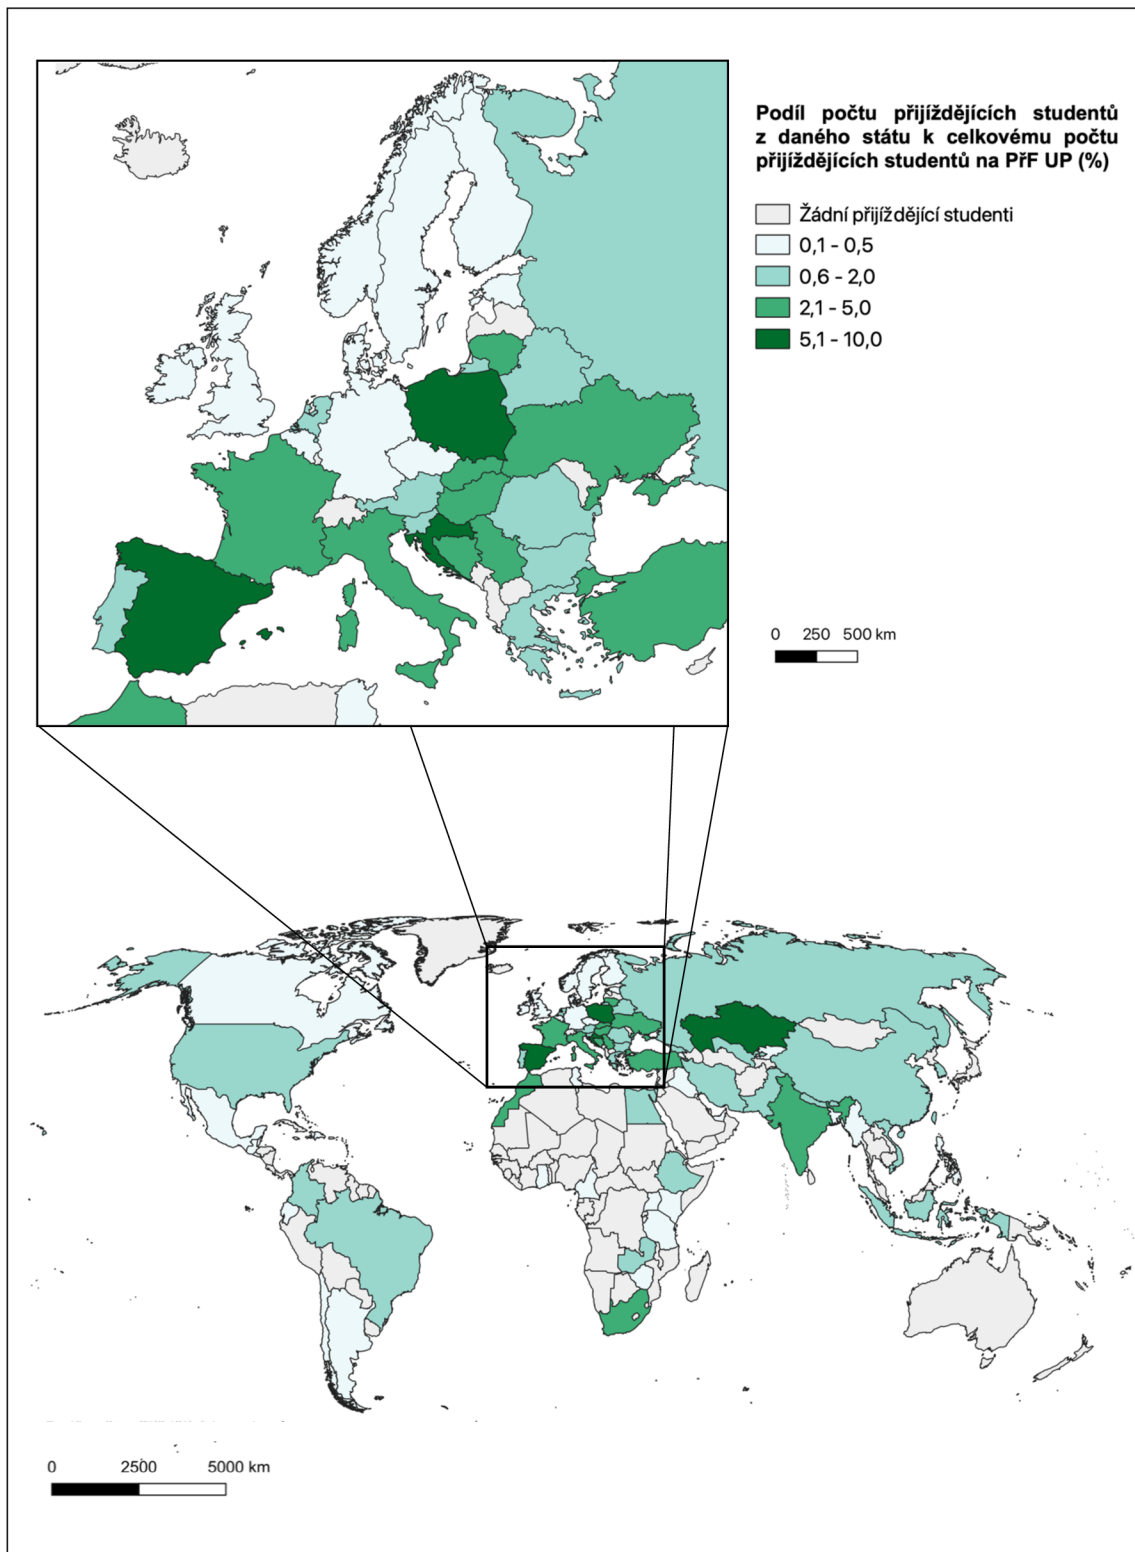 Podíl počtu přijíždějících studentů
z daného státu k celkovému počtu
přijíždějících studentů na PřF UP (%)
Žádní přijíždějící studenti
0,1 - 0,5
0,6 - 2,0
2,1 - 5,0
5,1 - 10,0
0 250 500 km
0 2500 5000 km